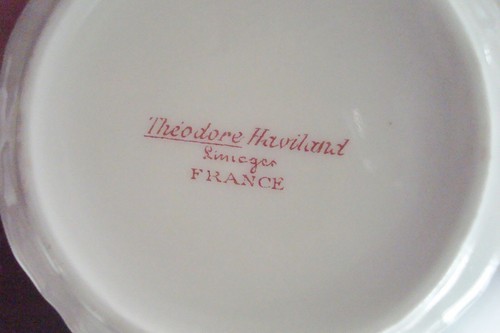 Théodore Haviland
Limoges
FRANCE